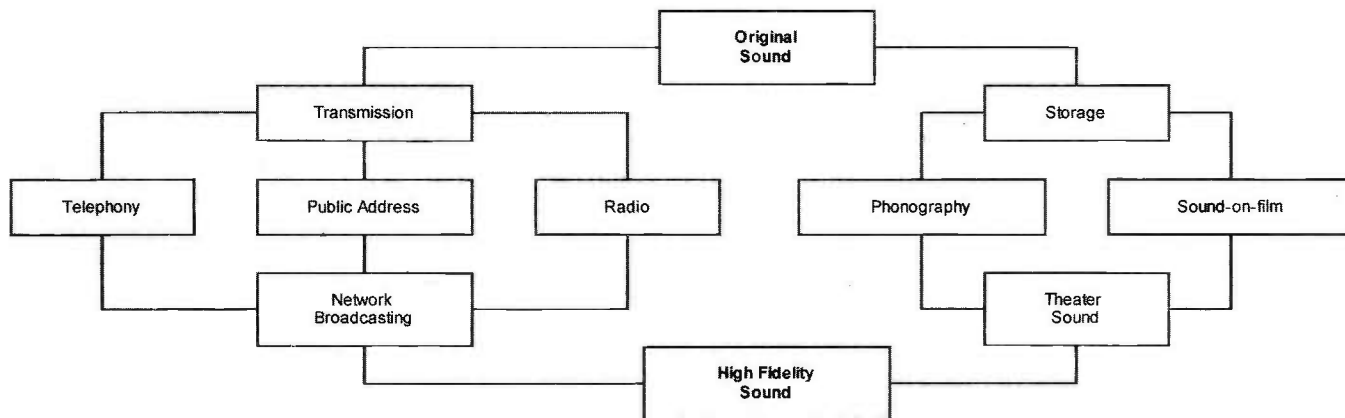 Original
Sound
Transmission
Storage
Telephony
Public Address
Radio
Phonography
Sound-on-film
Network
Broadcasting
Theater
Sound
High Fidelity
Sound